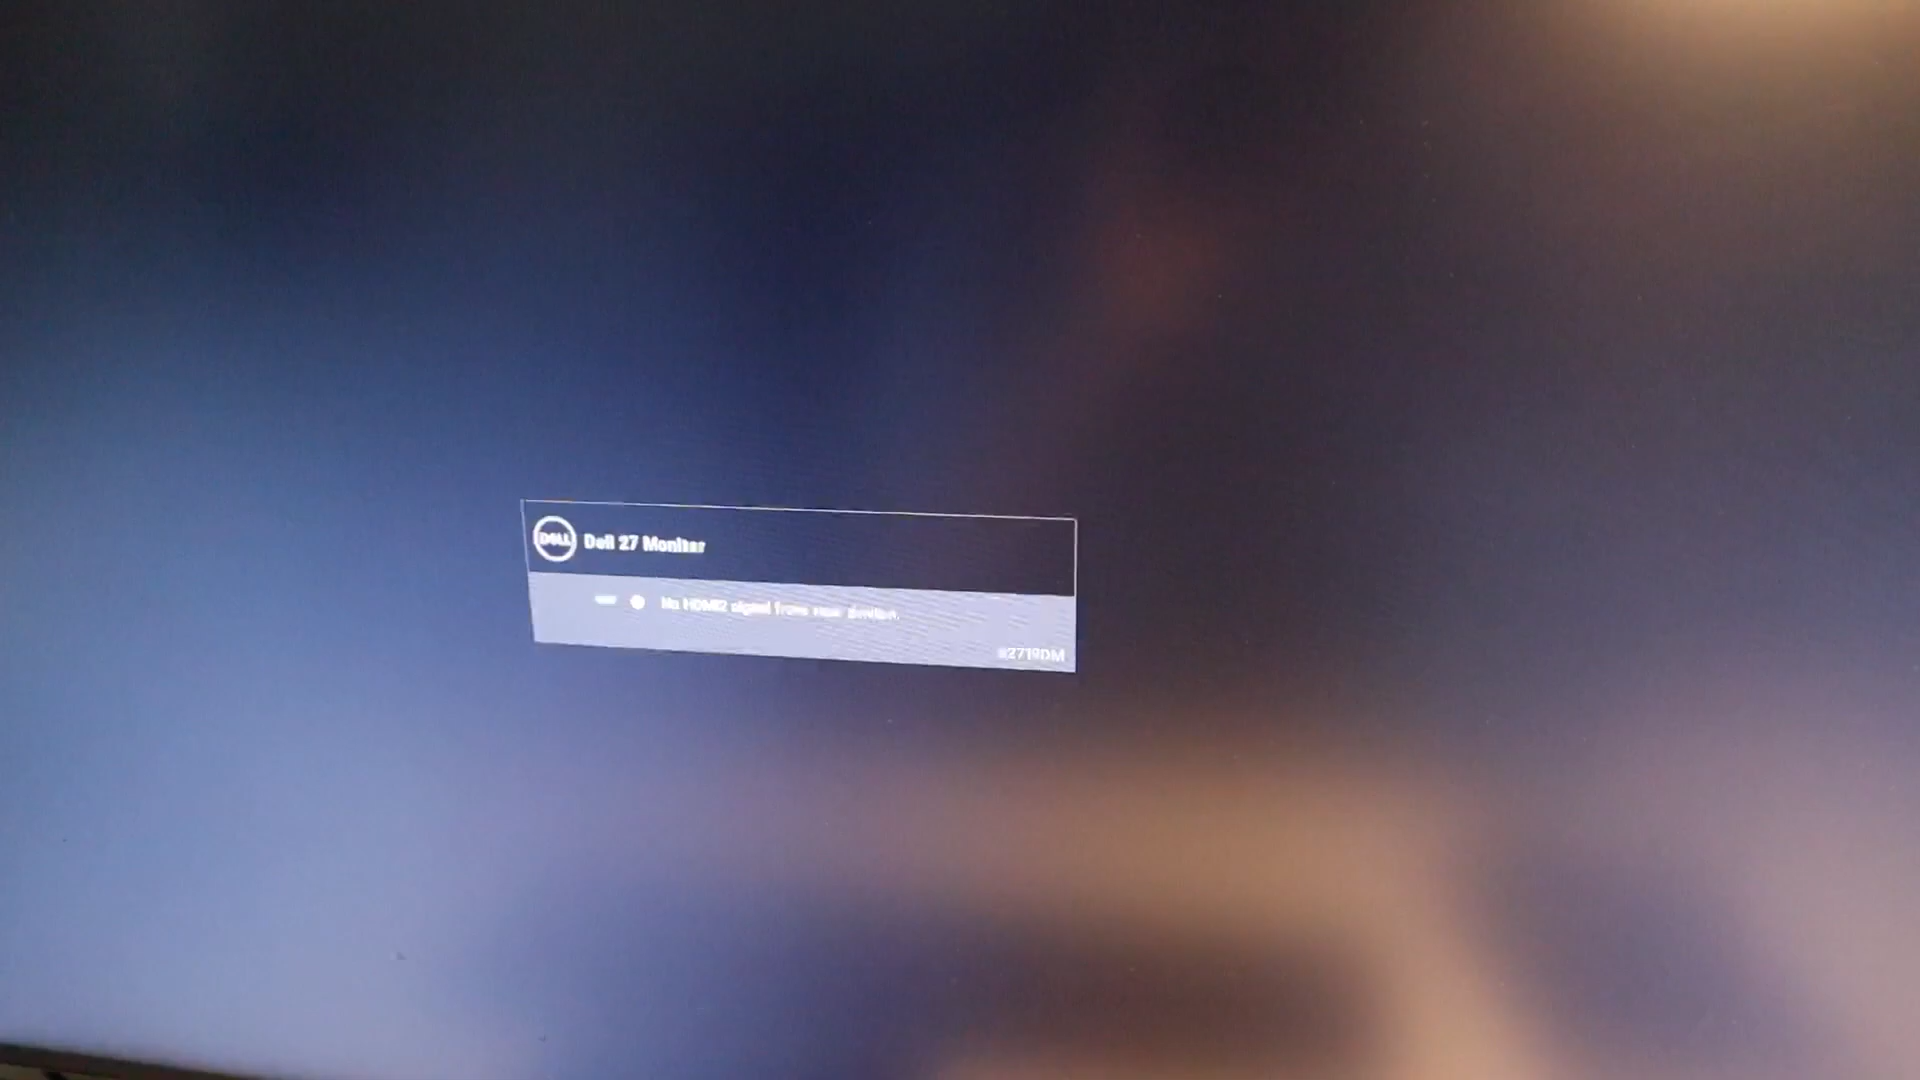 DELL Dell 27 Monitor
No HDMI2 signal from your device.
S2719DM